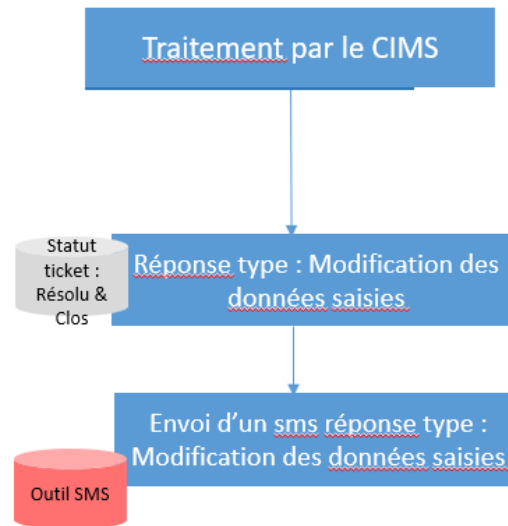 Traitement par le CIMS
Statut
ticket :
Résolu &
Clos
Réponse type : Modification des
données saisies
Envoi d’un sms réponse type :
Modification des données saisies
Outil SMS